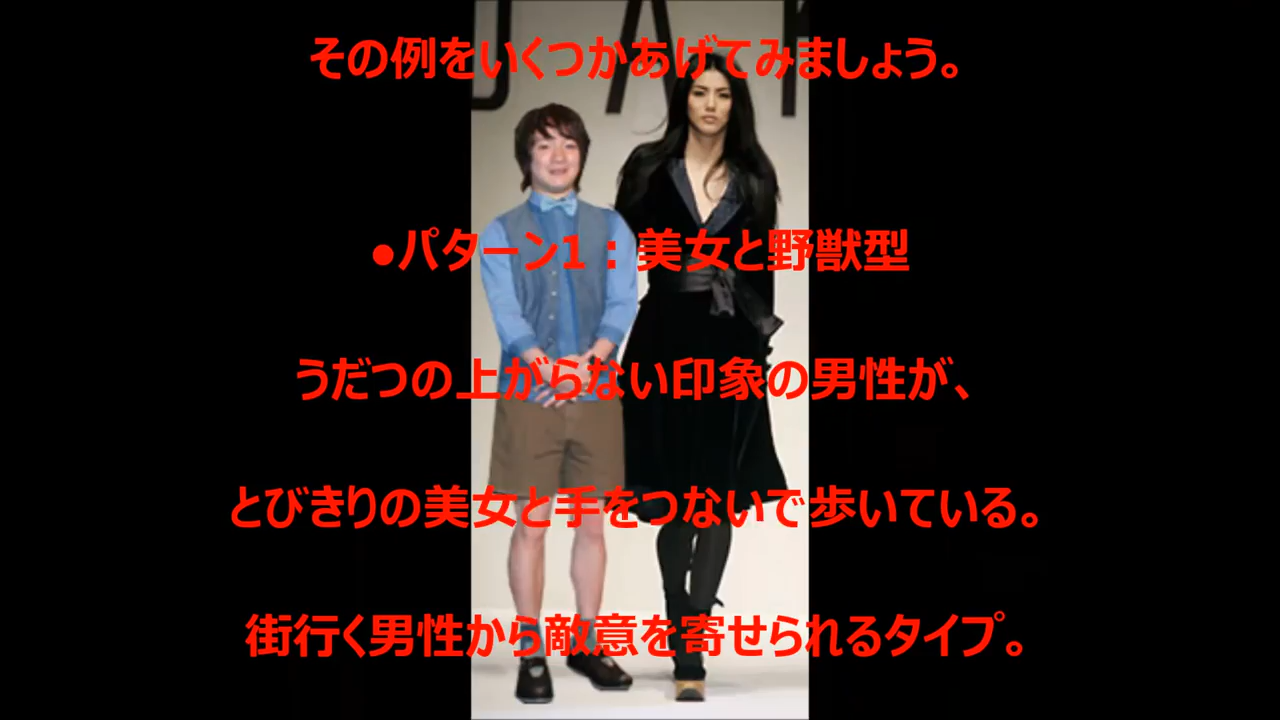 その例をいくつかあげてみましょう。
●パターン1：美女と野獣型
うだつの上がらない印象の男性が、
とびきりの美女と手をつないで歩いている。
街行く男性から敵意を寄せられるタイプ。